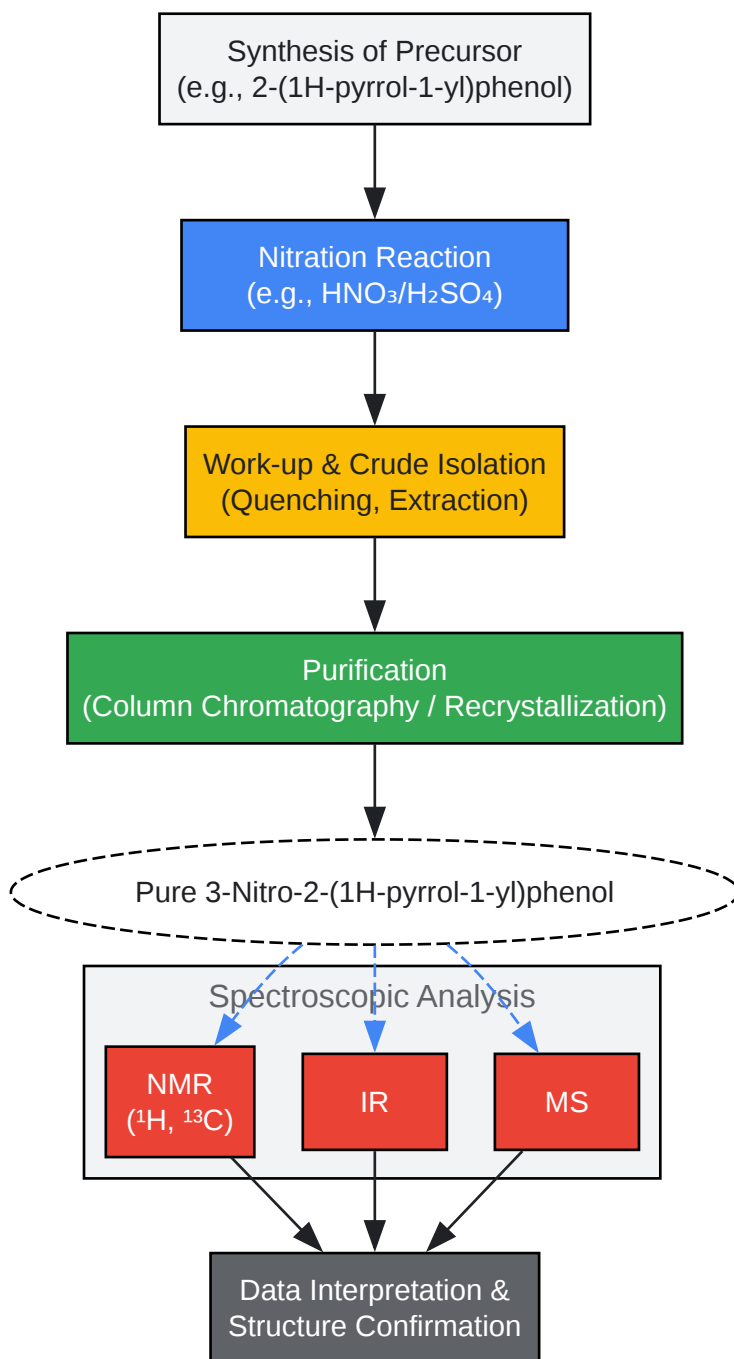 Synthesis of Precursor
(e.g., 2-(1H-pyrrol-1-yl)phenol)
Nitration Reaction
(e.g., HNO₃/H₂SO₄)
Work-up & Crude Isolation
(Quenching, Extraction)
Purification
(Column Chromatography / Recrystallization)
Pure 3-Nitro-2-(1H-pyrrol-1-yl)phenol
Spectroscopic Analysis
NMR
(¹H, ¹³C)
IR
MS
Data Interpretation &
Structure Confirmation